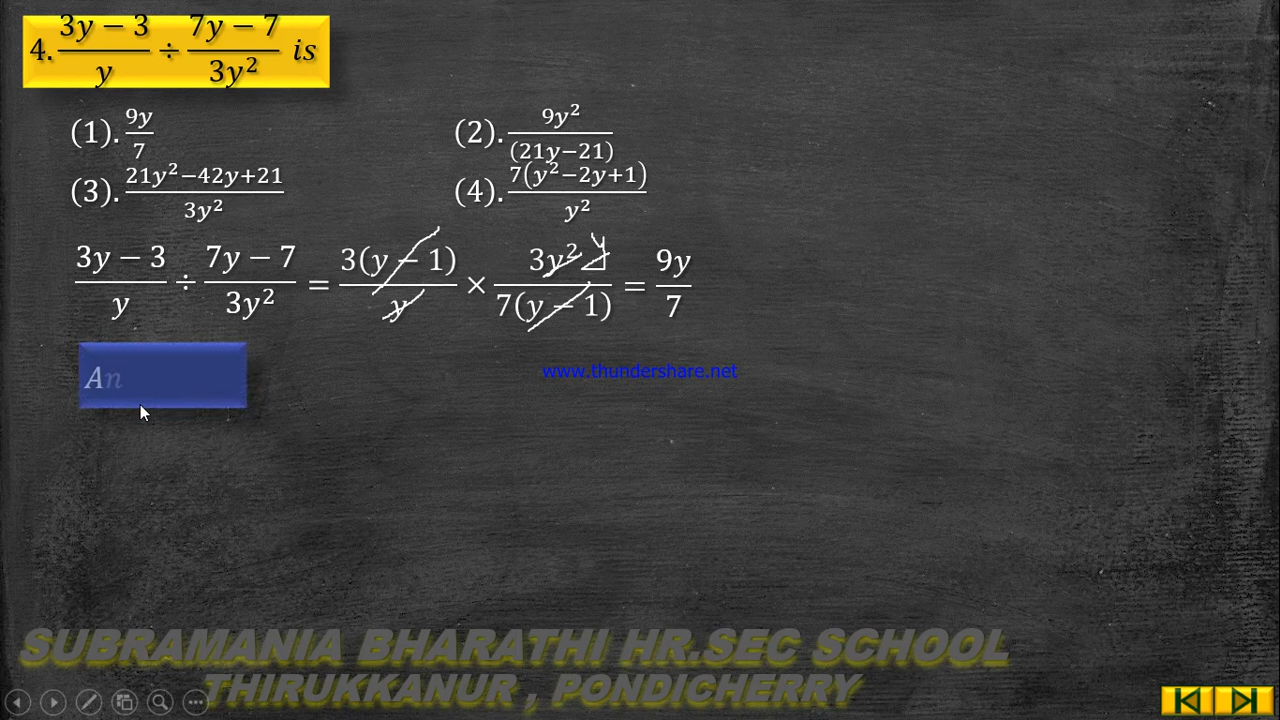 4. (3y − 3)/y ÷ (7y − 7)/(3y²) is
(1). 9y/7 (2). 9y²/(21y−21)
(3). (21y²−42y+21)/(3y²) (4). 7(y²−2y+1)/y²
(3y − 3)/y ÷ (7y − 7)/(3y²) = 3(y − 1)/y × 3y²/7(y − 1) = 9y/7
y
An
www.thundershare.net
SUBRAMANIA BHARATHI HR.SEC SCHOOL
THIRUKKANUR , PONDICHERRY